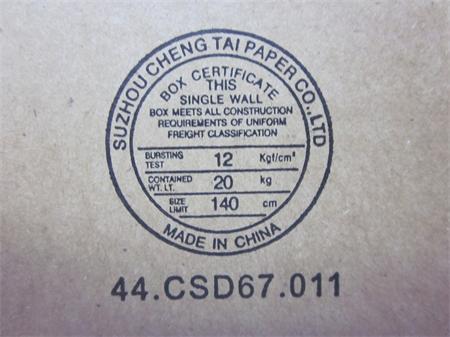 SUZHOU CHENG TAI PAPER CO.,LTD
BOX CERTIFICATE
THIS
SINGLE WALL
BOX MEETS ALL CONSTRUCTION
REQUIREMENTS OF UNIFORM
FREIGHT CLASSIFICATION
BURSTING TEST 12 Kgf/cm²
CONTAINED WT. LT. 20 kg
SIZE LIMIT 140 cm
MADE IN CHINA
44.CSD67.011